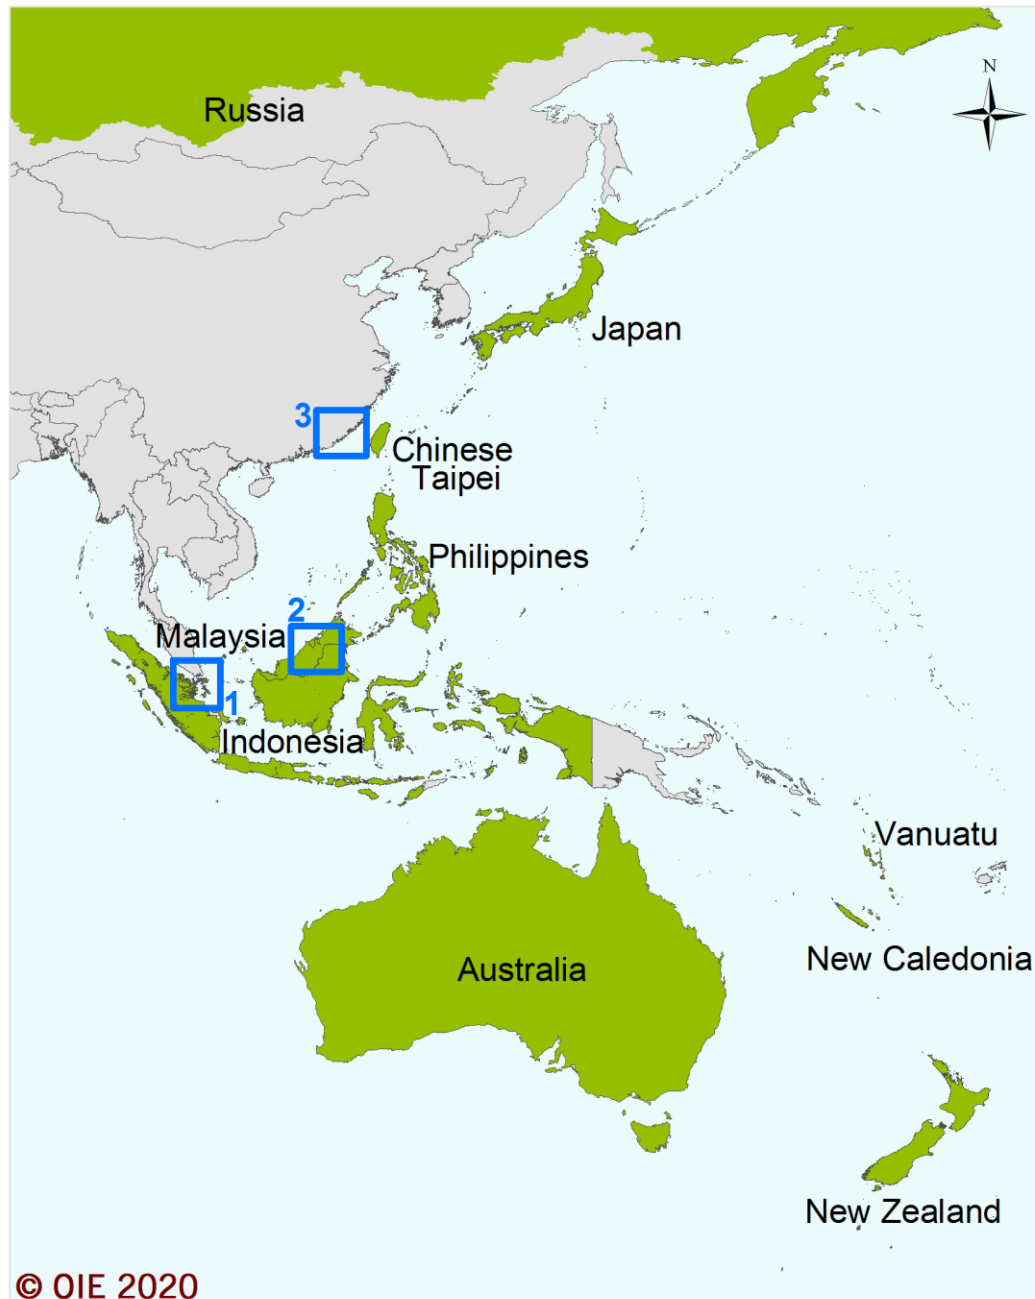 N
Russia
Japan
3
Chinese
Taipei
Philippines
2
Malaysia
1
Indonesia
Vanuatu
New Caledonia
Australia
New Zealand
© OIE 2020